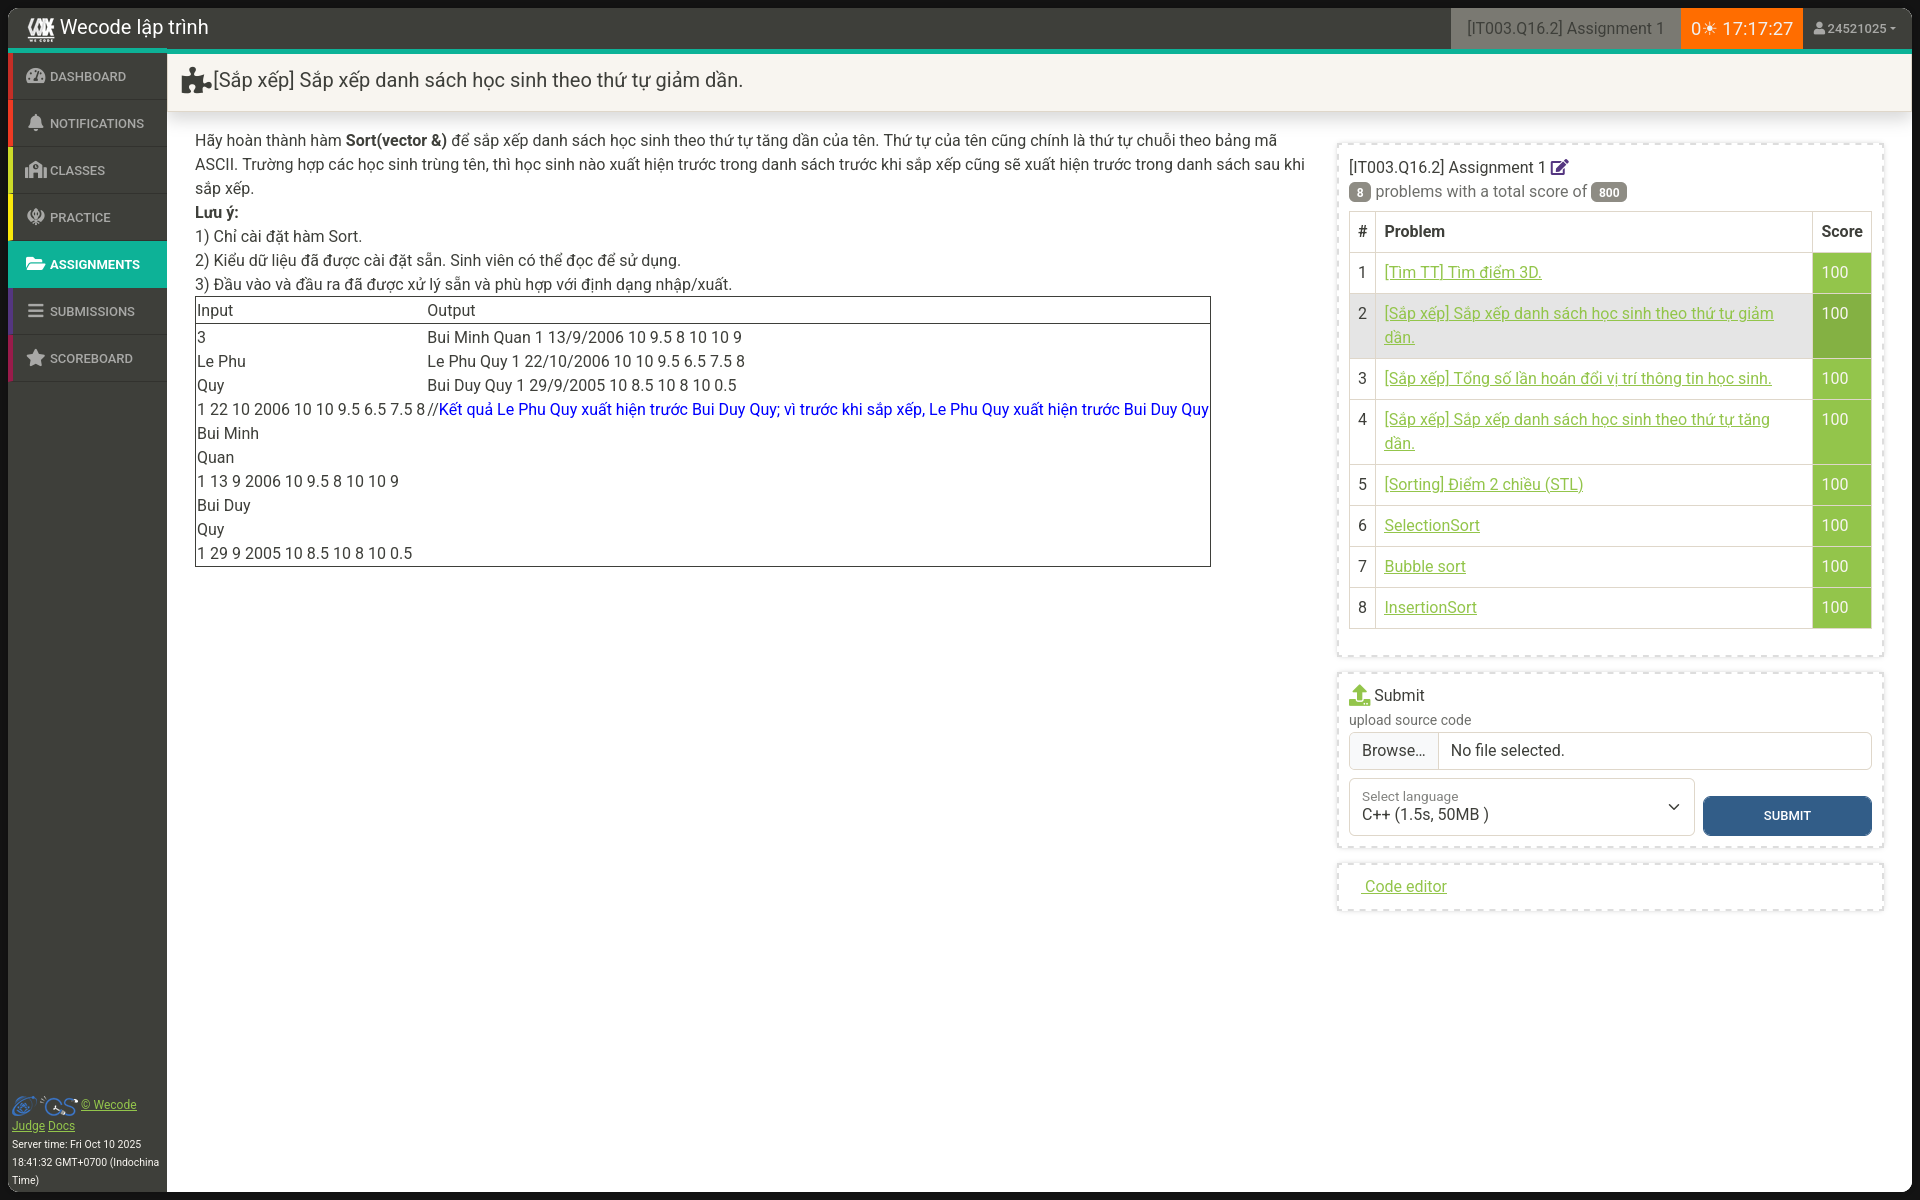 Wecode lập trình
[IT003.Q16.2] Assignment 1
0☀ 17:17:27
24521025
DASHBOARD
NOTIFICATIONS
CLASSES
PRACTICE
ASSIGNMENTS
SUBMISSIONS
SCOREBOARD
© Wecode
Judge Docs
Server time: Fri Oct 10 2025
18:41:32 GMT+0700 (Indochina
Time)
[Sắp xếp] Sắp xếp danh sách học sinh theo thứ tự giảm dần.
Hãy hoàn thành hàm Sort(vector &) để sắp xếp danh sách học sinh theo thứ tự tăng dần của tên. Thứ tự của tên cũng chính là thứ tự chuỗi theo bảng mã
ASCII. Trường hợp các học sinh trùng tên, thì học sinh nào xuất hiện trước trong danh sách trước khi sắp xếp cũng sẽ xuất hiện trước trong danh sách sau khi
sắp xếp.
Lưu ý:
1) Chỉ cài đặt hàm Sort.
2) Kiểu dữ liệu đã được cài đặt sẵn. Sinh viên có thể đọc để sử dụng.
3) Đầu vào và đầu ra đã được xử lý sẵn và phù hợp với định dạng nhập/xuất.
Input Output
3 Bui Minh Quan 1 13/9/2006 10 9.5 8 10 10 9
Le Phu Le Phu Quy 1 22/10/2006 10 10 9.5 6.5 7.5 8
Quy Bui Duy Quy 1 29/9/2005 10 8.5 10 8 10 0.5
1 22 10 2006 10 10 9.5 6.5 7.5 8 //Kết quả Le Phu Quy xuất hiện trước Bui Duy Quy; vì trước khi sắp xếp, Le Phu Quy xuất hiện trước Bui Duy Quy
Bui Minh
Quan
1 13 9 2006 10 9.5 8 10 10 9
Bui Duy
Quy
1 29 9 2005 10 8.5 10 8 10 0.5
[IT003.Q16.2] Assignment 1
8 problems with a total score of 800
# Problem Score
1 [Tìm TT] Tìm điểm 3D. 100
2 [Sắp xếp] Sắp xếp danh sách học sinh theo thứ tự giảm 100
dần.
3 [Sắp xếp] Tổng số lần hoán đổi vị trí thông tin học sinh. 100
4 [Sắp xếp] Sắp xếp danh sách học sinh theo thứ tự tăng 100
dần.
5 [Sorting] Điểm 2 chiều (STL) 100
6 SelectionSort 100
7 Bubble sort 100
8 InsertionSort 100
Submit
upload source code
Browse... No file selected.
Select language
C++ (1.5s, 50MB )
SUBMIT
Code editor